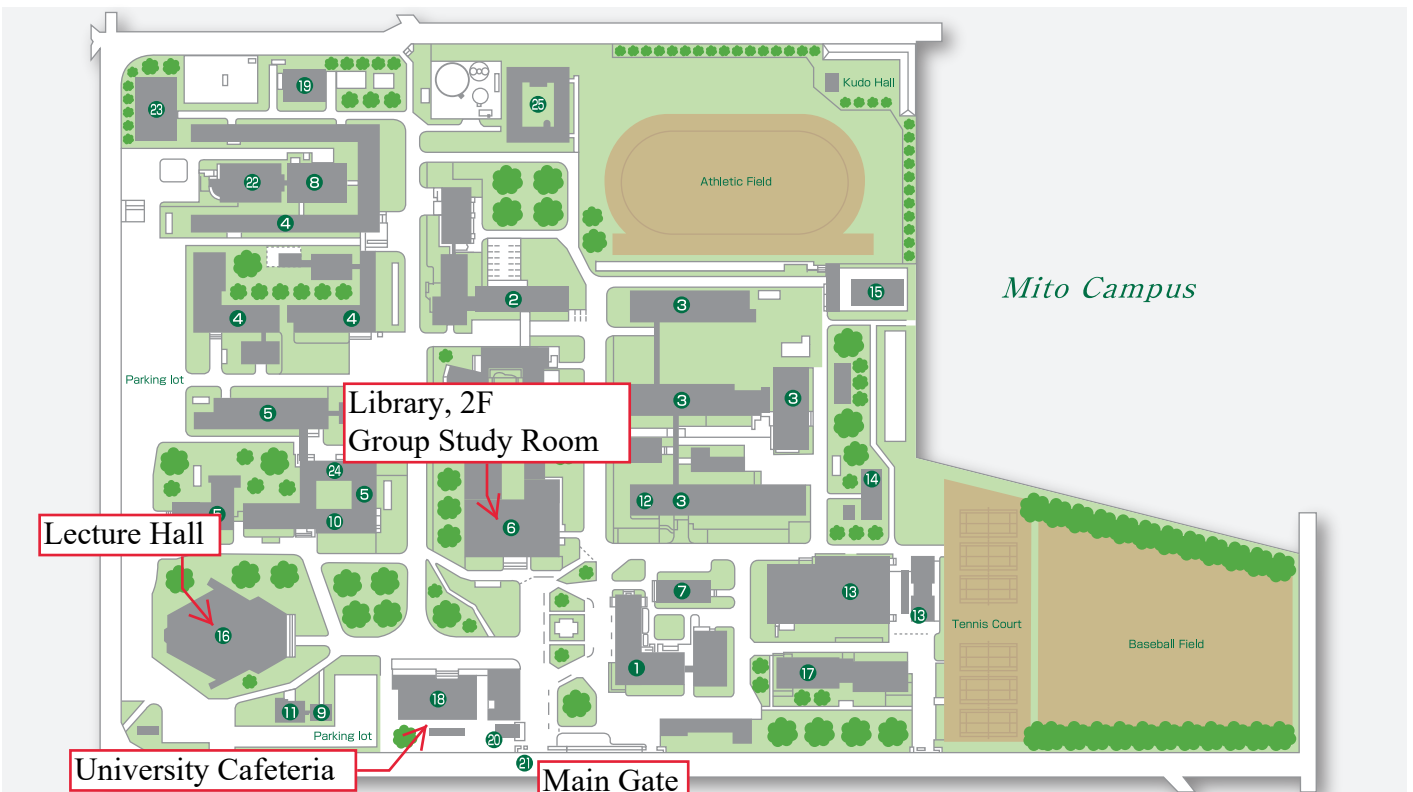 19
23
25
Kudo Hall
22
8
Athletic Field
4
2
3
15
Mito Campus
4
4
Parking lot
5
3
3
Library, 2F
Group Study Room
24
5
14
5
10
6
12
3
Lecture Hall
7
13
13
Tennis Court
16
Baseball Field
1
17
18
11
9
Parking lot
20
21
University Cafeteria
Main Gate